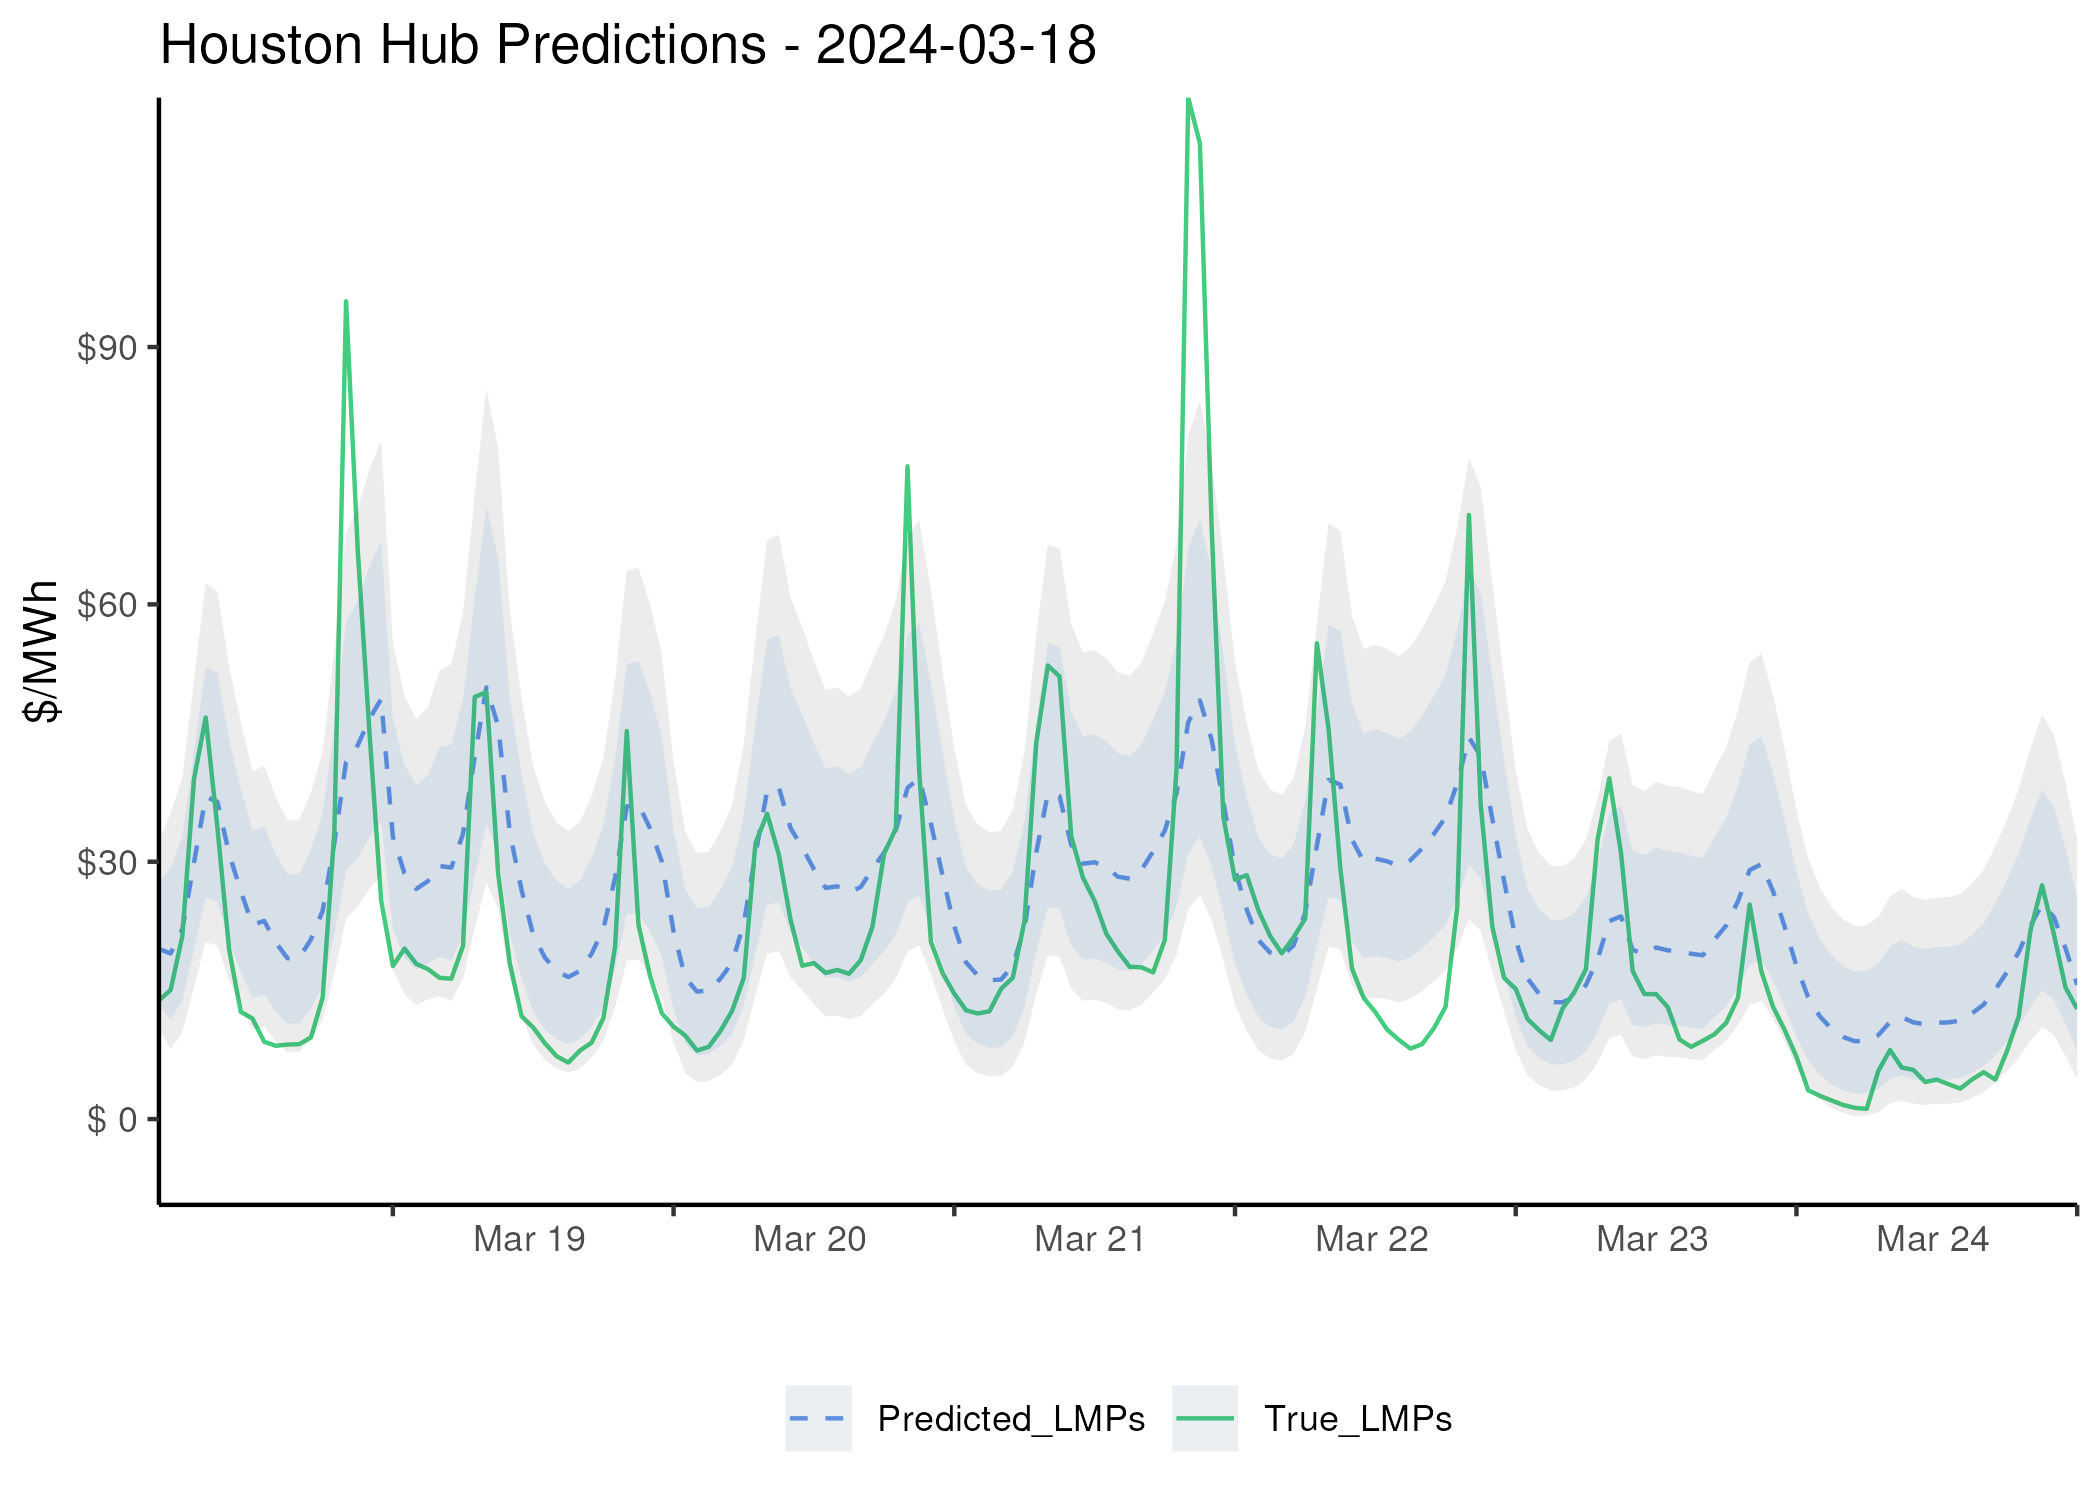 Houston Hub Predictions - 2024-03-18
$/MWh
$90
$60
$30
$ 0
Mar 19
Mar 20
Mar 21
Mar 22
Mar 23
Mar 24
Predicted_LMPs
True_LMPs